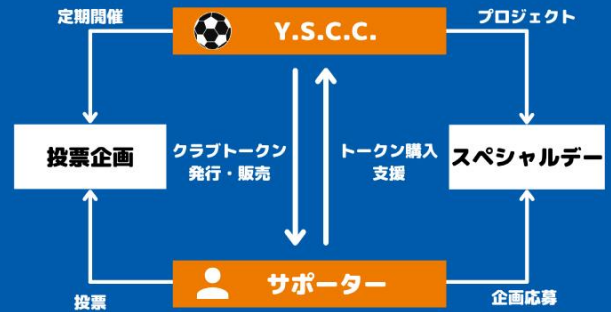 定期開催
Y.S.C.C.
プロジェクト
投票企画
クラブトークン
発行・販売
トークン購入
支援
スペシャルデー
投票
サポーター
企画応募